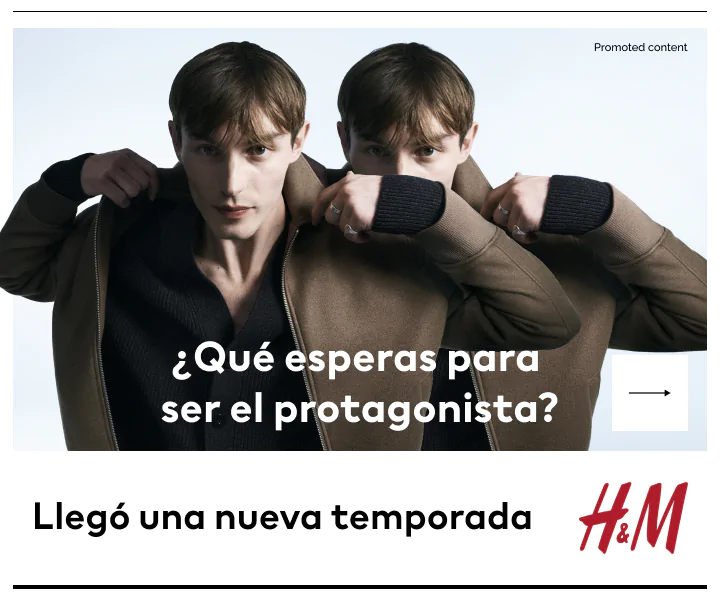 Promoted content
¿Qué esperas para
ser el protagonista?
Llegó una nueva temporada
H&M